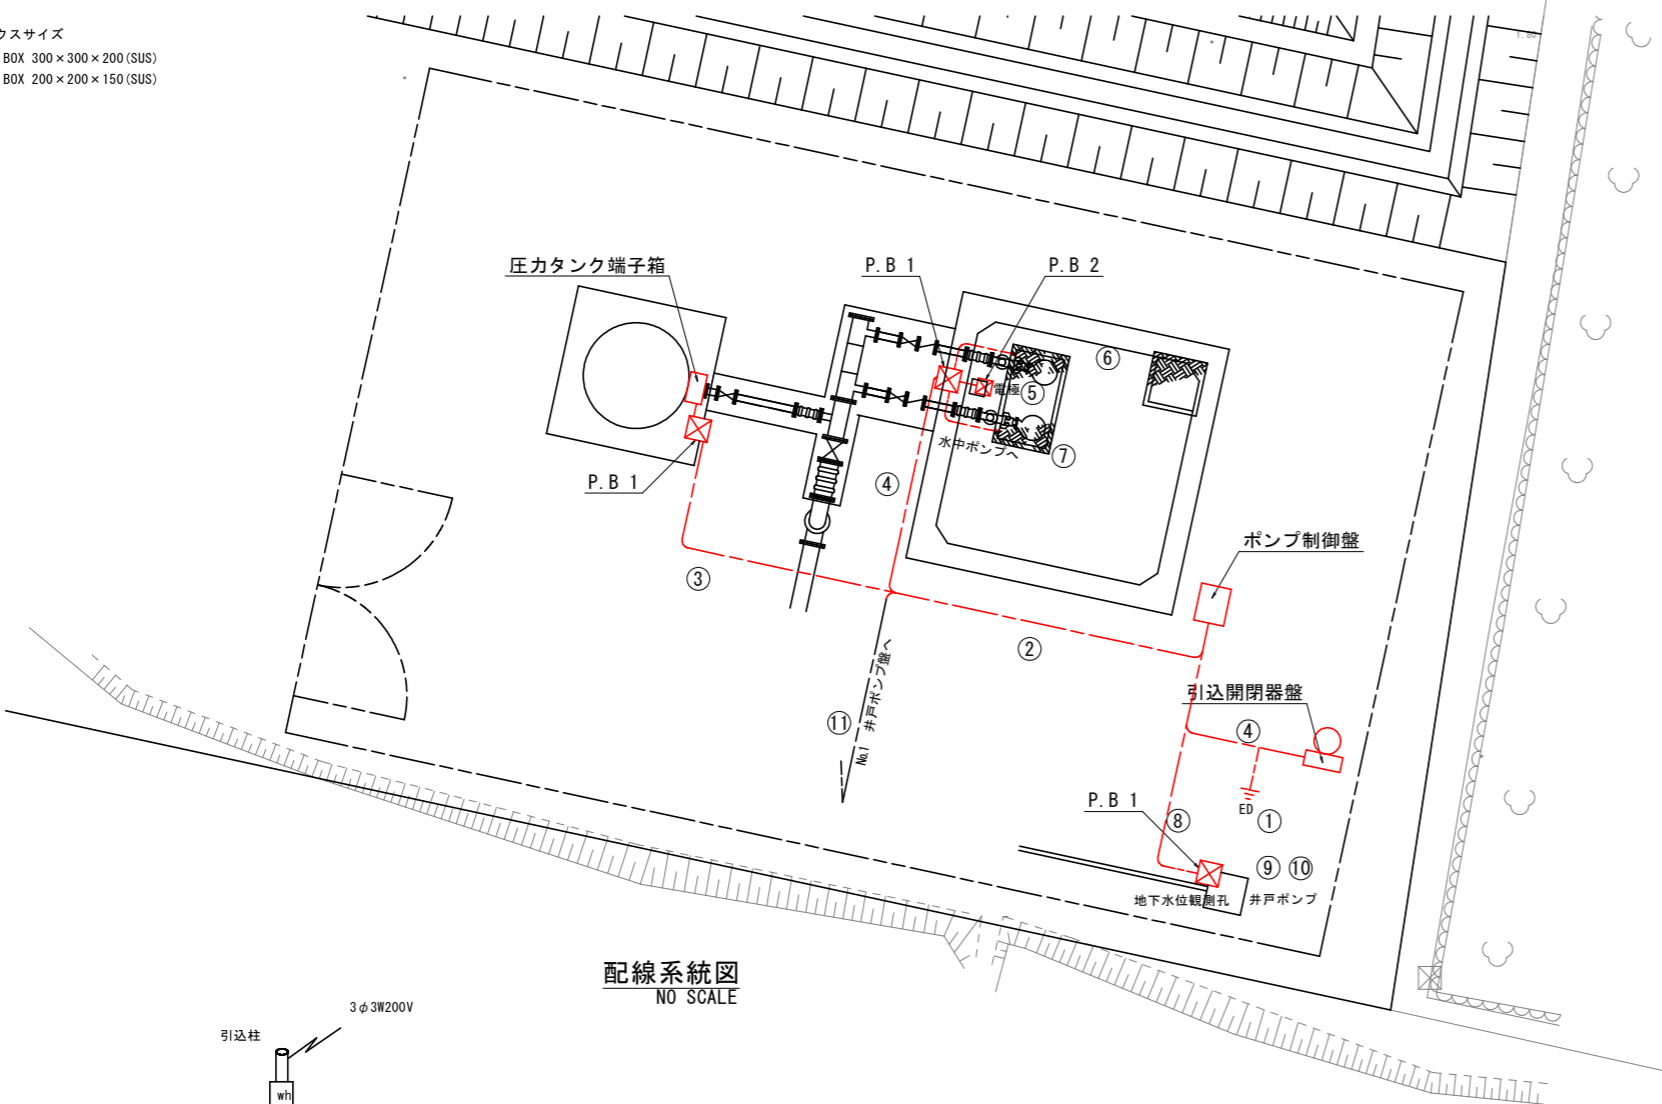 ウスサイズ
BOX 300×300×200(SUS)
BOX 200×200×150(SUS)
1.80
圧力タンク端子箱
P.B 1
P.B 2
⑥
電極
⑤
水中ポンプへ
⑦
P.B 1
④
ポンプ制御盤
③
②
No.1 井戸ポンプ盤へ
⑪
引込開閉器盤
④
P.B 1
⑧
ED
①
⑨ ⑩
地下水位観測孔
井戸ポンプ
配線系統図
NO SCALE
3φ3W200V
引込柱
wh